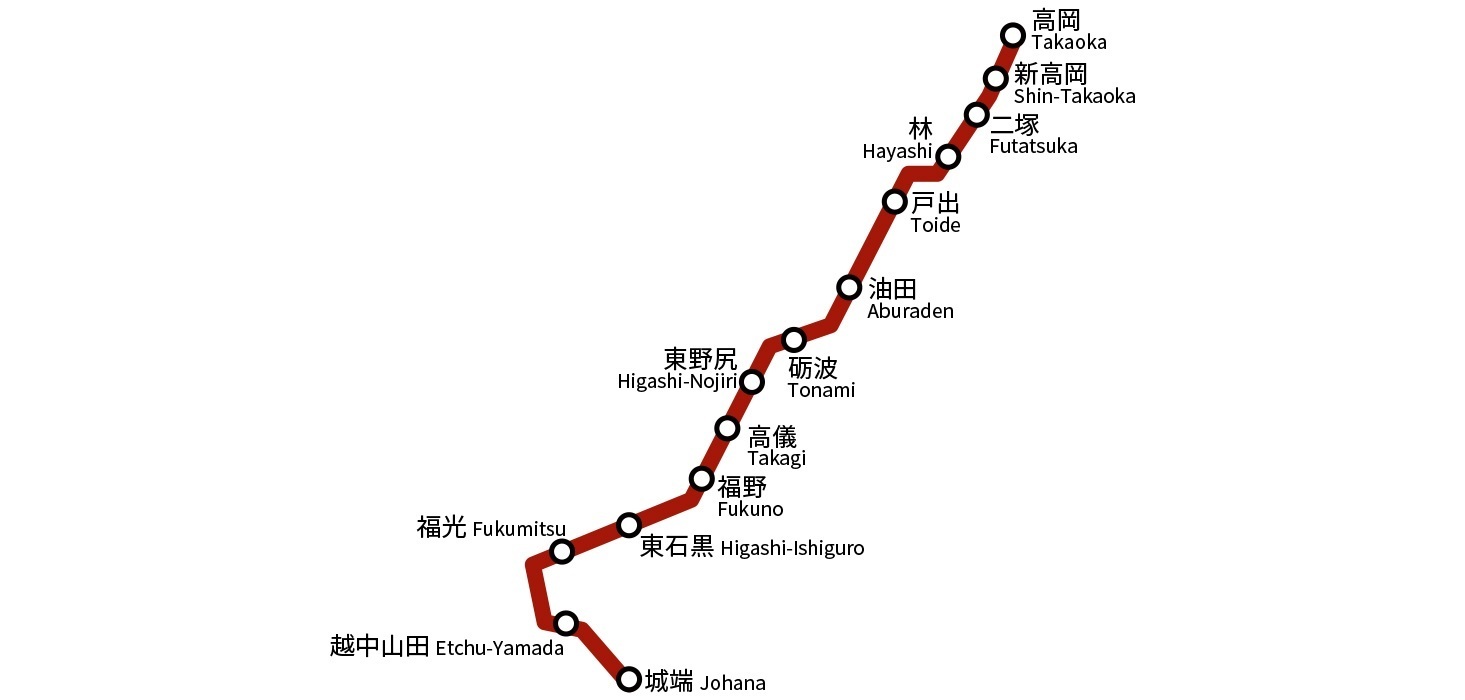 高岡
Takaoka
新高岡
Shin-Takaoka
二塚
Futatsuka
林
Hayashi
戸出
Toide
油田
Aburaden
砺波
Tonami
東野尻
Higashi-Nojiri
高儀
Takagi
福野
Fukuno
東石黒 Higashi-Ishiguro
福光 Fukumitsu
越中山田 Etchu-Yamada
城端 Johana